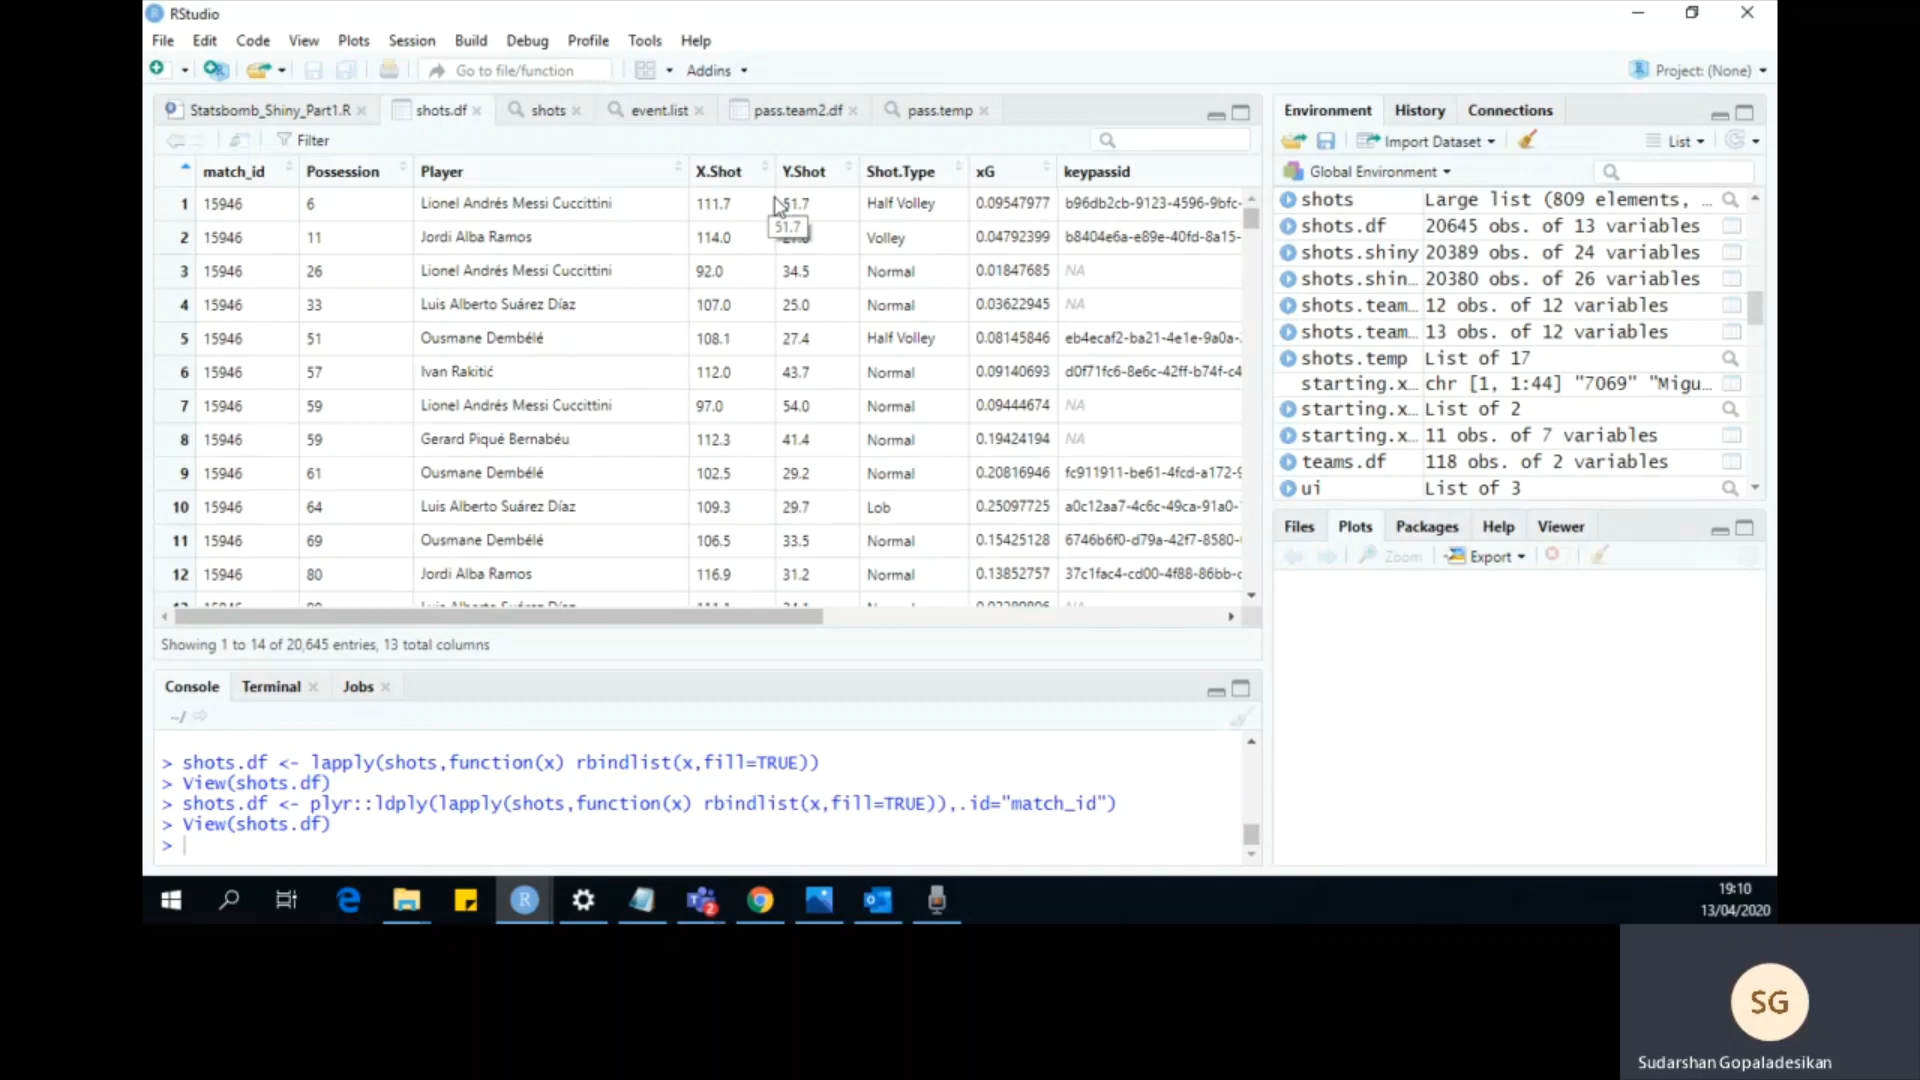 RStudio
File Edit Code View Plots Session Build Debug Profile Tools Help
Go to file/function Addins Project: (None)
Statsbomb_Shiny_Part1.R shots.df shots event.list pass.team2.df pass.temp
Filter
match_id Possession Player X.Shot Y.Shot Shot.Type xG keypassid
1 15946 6 Lionel Andrés Messi Cuccittini 111.7 51.7 Half Volley 0.09547977 b96db2cb-9123-4596-9bfc-
51.7
2 15946 11 Jordi Alba Ramos 114.0 Volley 0.04792399 b8404e6a-e89e-40fd-8a15-
3 15946 26 Lionel Andrés Messi Cuccittini 92.0 34.5 Normal 0.01847685 NA
4 15946 33 Luis Alberto Suárez Díaz 107.0 25.0 Normal 0.03622945 NA
5 15946 51 Ousmane Dembélé 108.1 27.4 Half Volley 0.08145846 eb4ecaf2-ba21-4e1e-9a0a-
6 15946 57 Ivan Rakitić 112.0 43.7 Normal 0.09140693 d0f71fc6-8e6c-42ff-b74f-c4
7 15946 59 Lionel Andrés Messi Cuccittini 97.0 54.0 Normal 0.09444674 NA
8 15946 59 Gerard Piqué Bernabéu 112.3 41.4 Normal 0.19424194 NA
9 15946 61 Ousmane Dembélé 102.5 29.2 Normal 0.20816946 fc911911-be61-4fcd-a172-9
10 15946 64 Luis Alberto Suárez Díaz 109.3 29.7 Lob 0.25097725 a0c12aa7-4c6c-49ca-91a0-
11 15946 69 Ousmane Dembélé 106.5 33.5 Normal 0.15425128 6746b6f0-d79a-42f7-8580-
12 15946 80 Jordi Alba Ramos 116.9 31.2 Normal 0.13852757 37c1fac4-cd00-4f88-86bb-c
Showing 1 to 14 of 20,645 entries, 13 total columns
Console Terminal Jobs
~/
> shots.df <- lapply(shots,function(x) rbindlist(x,fill=TRUE))
> View(shots.df)
> shots.df <- plyr::ldply(lapply(shots,function(x) rbindlist(x,fill=TRUE)),.id="match_id")
> View(shots.df)
>
Environment History Connections
Import Dataset List
Global Environment
shots Large list (809 elements, …
shots.df 20645 obs. of 13 variables
shots.shiny 20389 obs. of 24 variables
shots.shin… 20380 obs. of 26 variables
shots.team… 12 obs. of 12 variables
shots.team… 13 obs. of 12 variables
shots.temp List of 17
starting.x… chr [1, 1:44] "7069" "Migu…
starting.x… List of 2
starting.x… 11 obs. of 7 variables
teams.df 118 obs. of 2 variables
ui List of 3
Files Plots Packages Help Viewer
Zoom Export
19:10
13/04/2020
SG
Sudarshan Gopaladesikan